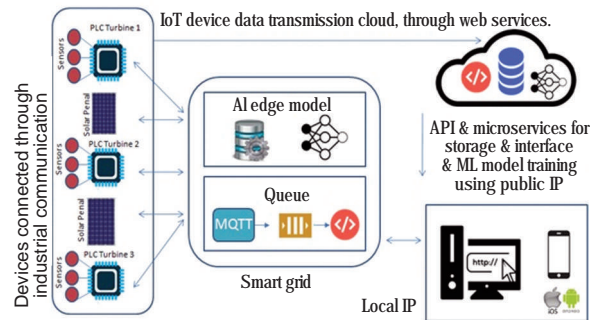 IoT device data transmission cloud, through web services.
PLC Turbine 1
Sensors
Solar Penal
PLC Turbine 2
Sensors
Solar Penal
PLC Turbine 3
Sensors
Devices connected through
industrial communication
AI edge model
Queue
MQTT
Smart grid
API & microservices for
storage & interface
& ML model training
using public IP
http://
Local IP
iOS
ANDROID